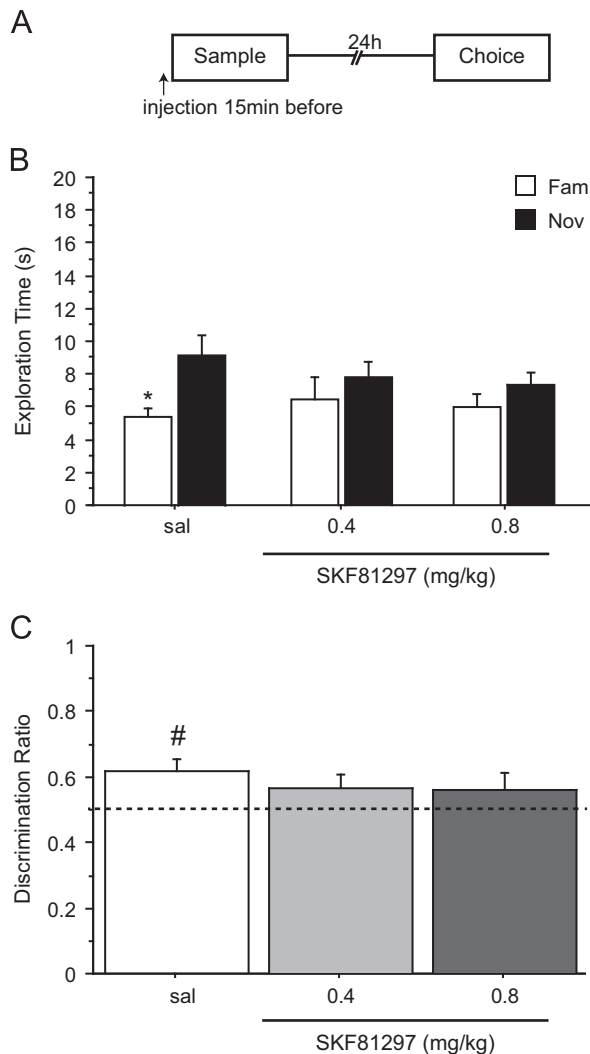 A
Sample
24h
Choice
injection 15min before
B
20
18
16
14
12
10
8
6
4
2
0
Exploration Time (s)
Fam
Nov
*
sal
0.4
0.8
SKF81297 (mg/kg)
C
1
0.8
0.6
0.4
0.2
0
Discrimination Ratio
#
sal
0.4
0.8
SKF81297 (mg/kg)